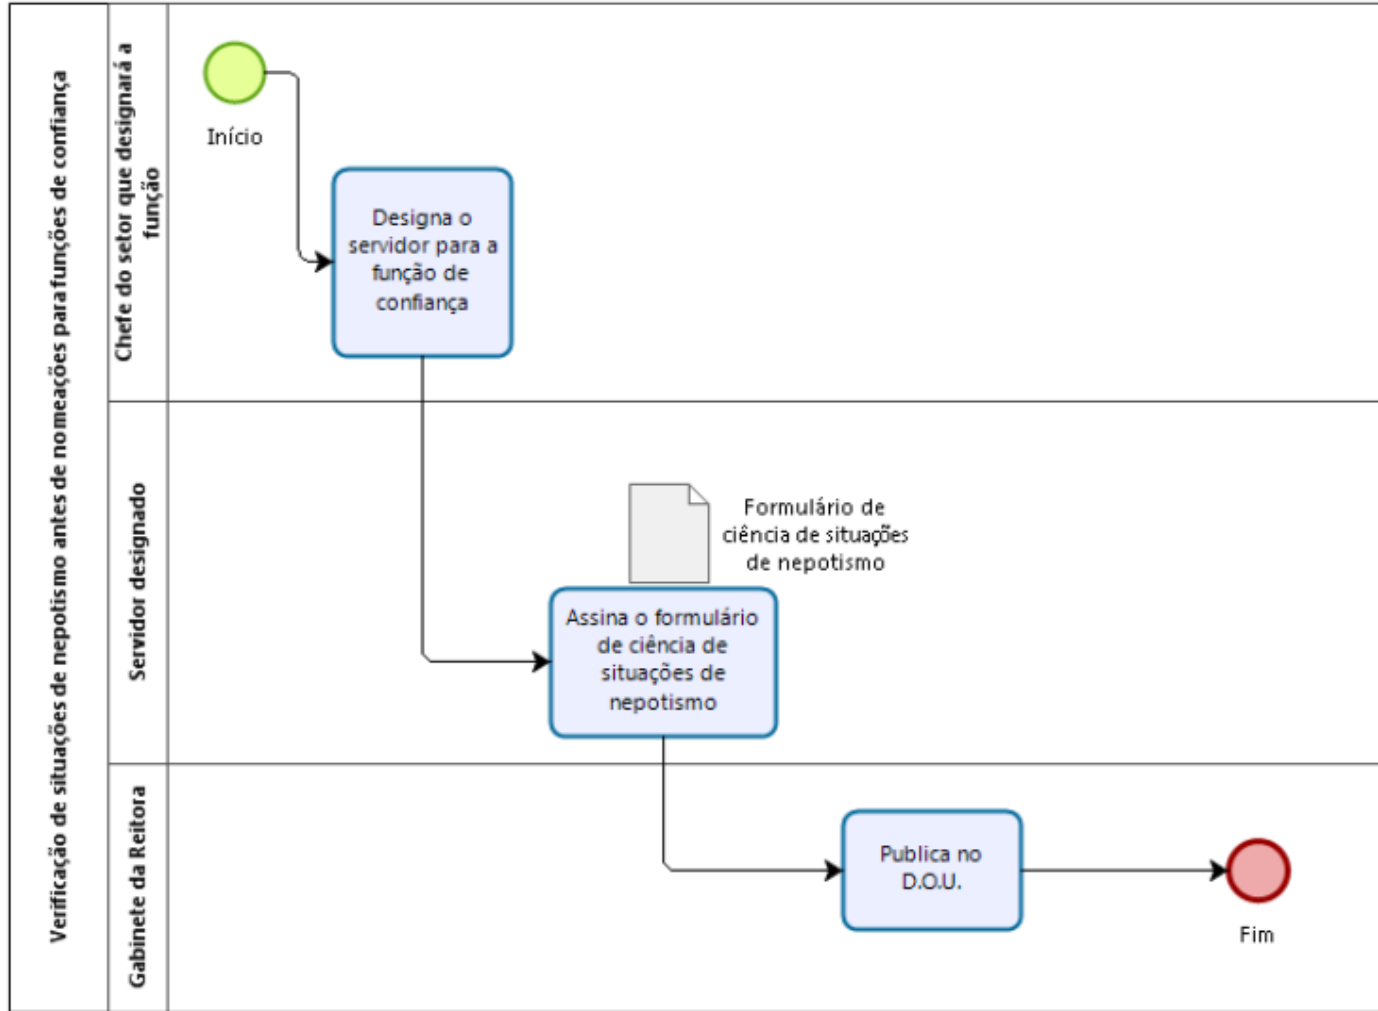 Verificação de situações de nepotismo antes de nomeações para funções de confiança
Chefe do setor que designará a
função
Início
Designa o
servidor para a
função de
confiança
Servidor designado
Formulário de
ciência de situações
de nepotismo
Assina o formulário
de ciência de
situações de
nepotismo
Gabinete da Reitora
Publica no
D.O.U.
Fim